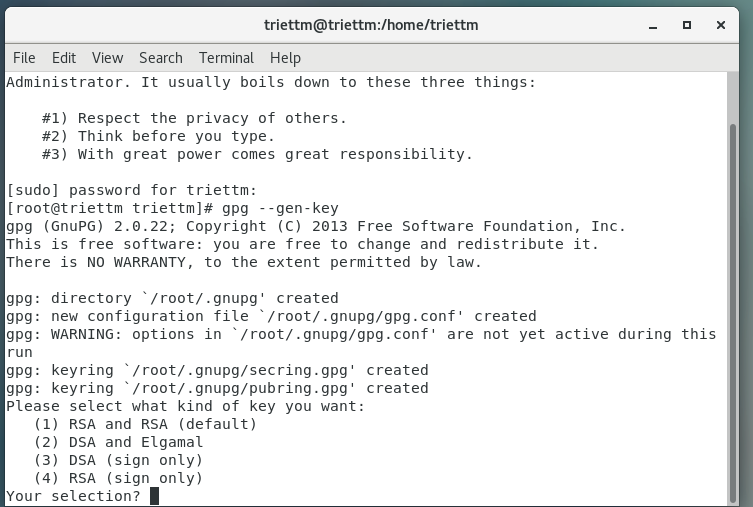 triettm@triettm:/home/triettm
File Edit View Search Terminal Help
Administrator. It usually boils down to these three things:
#1) Respect the privacy of others.
#2) Think before you type.
#3) With great power comes great responsibility.
[sudo] password for triettm:
[root@triettm triettm]# gpg --gen-key
gpg (GnuPG) 2.0.22; Copyright (C) 2013 Free Software Foundation, Inc.
This is free software: you are free to change and redistribute it.
There is NO WARRANTY, to the extent permitted by law.
gpg: directory `/root/.gnupg' created
gpg: new configuration file `/root/.gnupg/gpg.conf' created
gpg: WARNING: options in `/root/.gnupg/gpg.conf' are not yet active during this
run
gpg: keyring `/root/.gnupg/secring.gpg' created
gpg: keyring `/root/.gnupg/pubring.gpg' created
Please select what kind of key you want:
(1) RSA and RSA (default)
(2) DSA and Elgamal
(3) DSA (sign only)
(4) RSA (sign only)
Your selection?